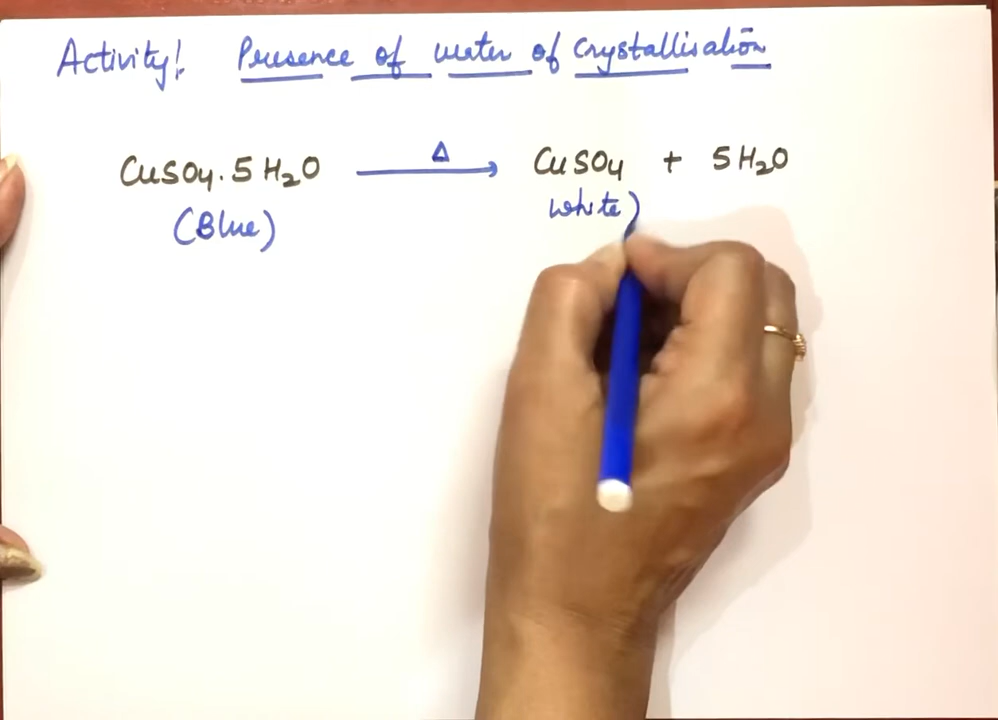 Activity! Presence of water of Crystallisation
CuSO4.5H2O Δ CuSO4 + 5H2O
(Blue) white)